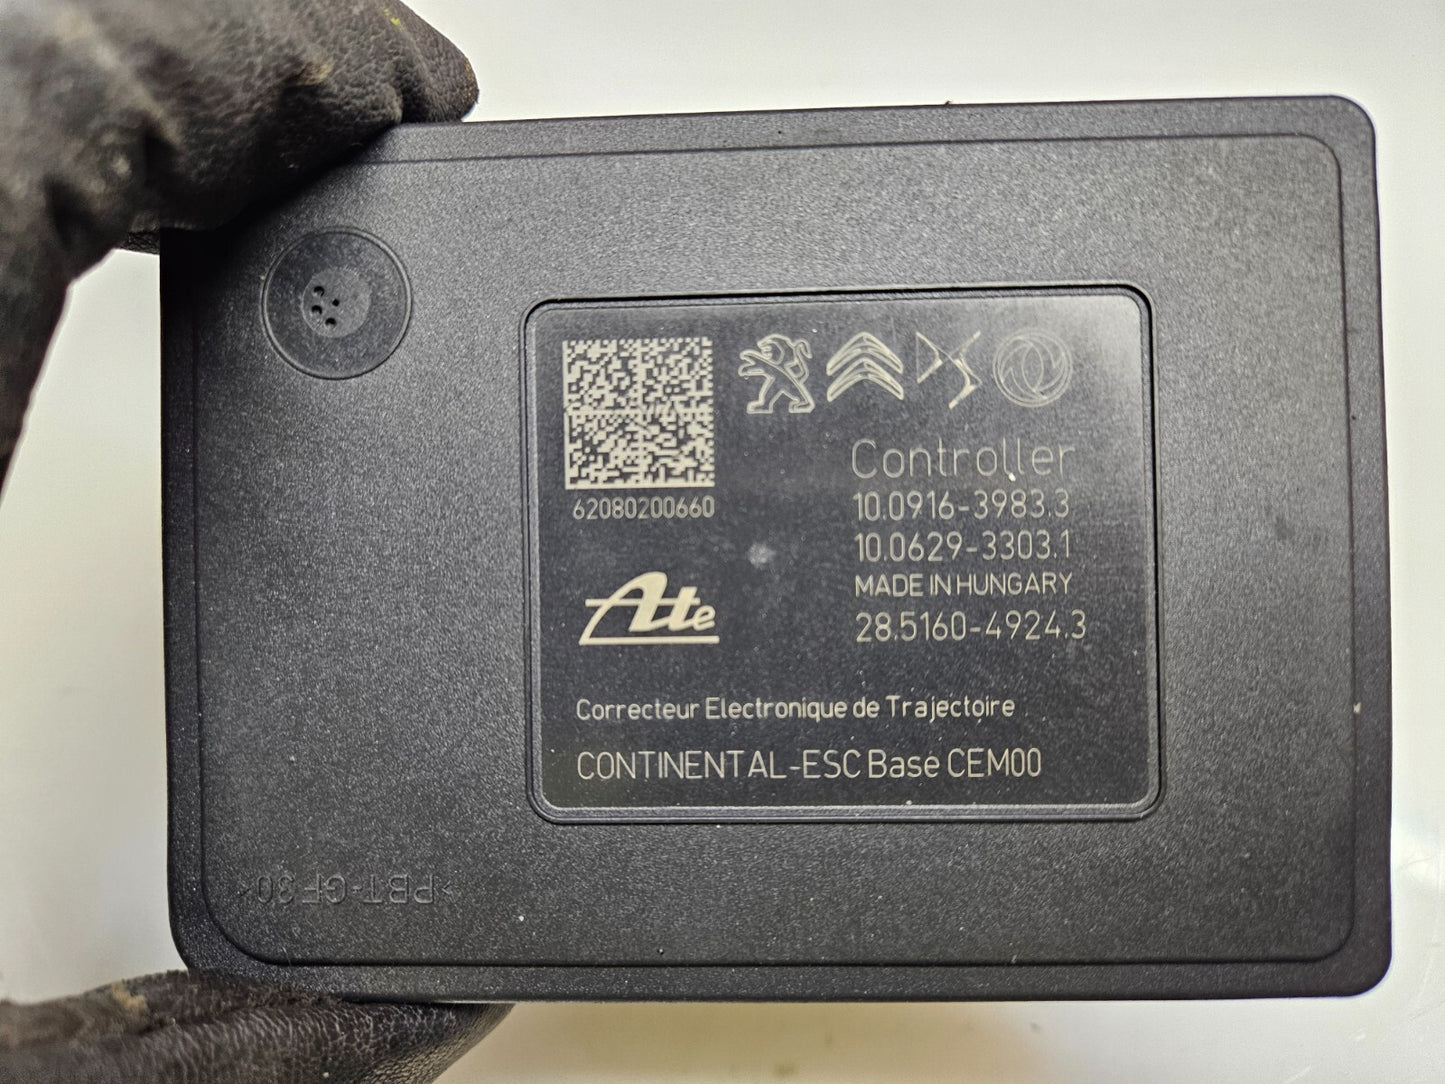 Controller
62080200660
10.0916-3983.3
10.0629-3303.1
MADE IN HUNGARY
28.5160-4924.3
Ate
Correcteur Electronique de Trajectoire
CONTINENTAL-ESC Base CEM00
>PBT-GF30<